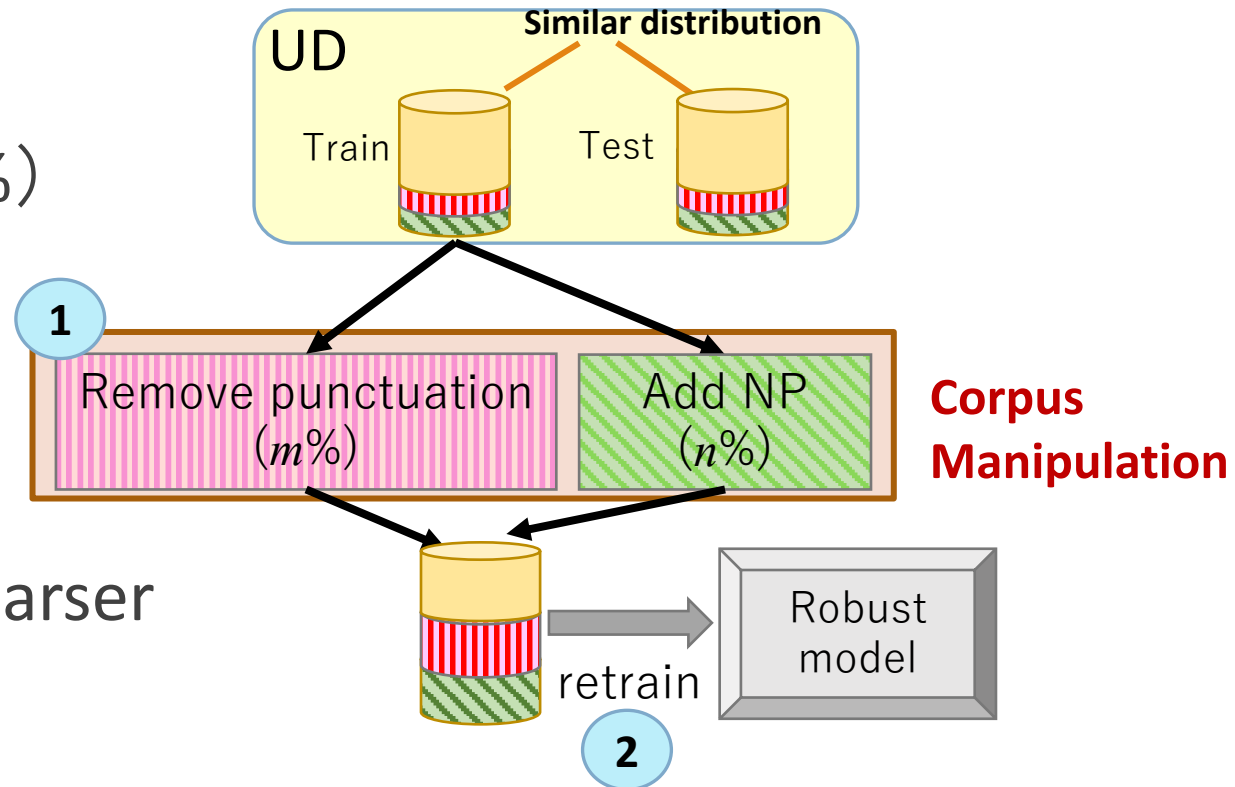 Similar distribution
UD
Train
Test
%)
1
Remove punctuation
(m%)
Add NP
(n%)
Corpus
Manipulation
arser
retrain
Robust
model
2